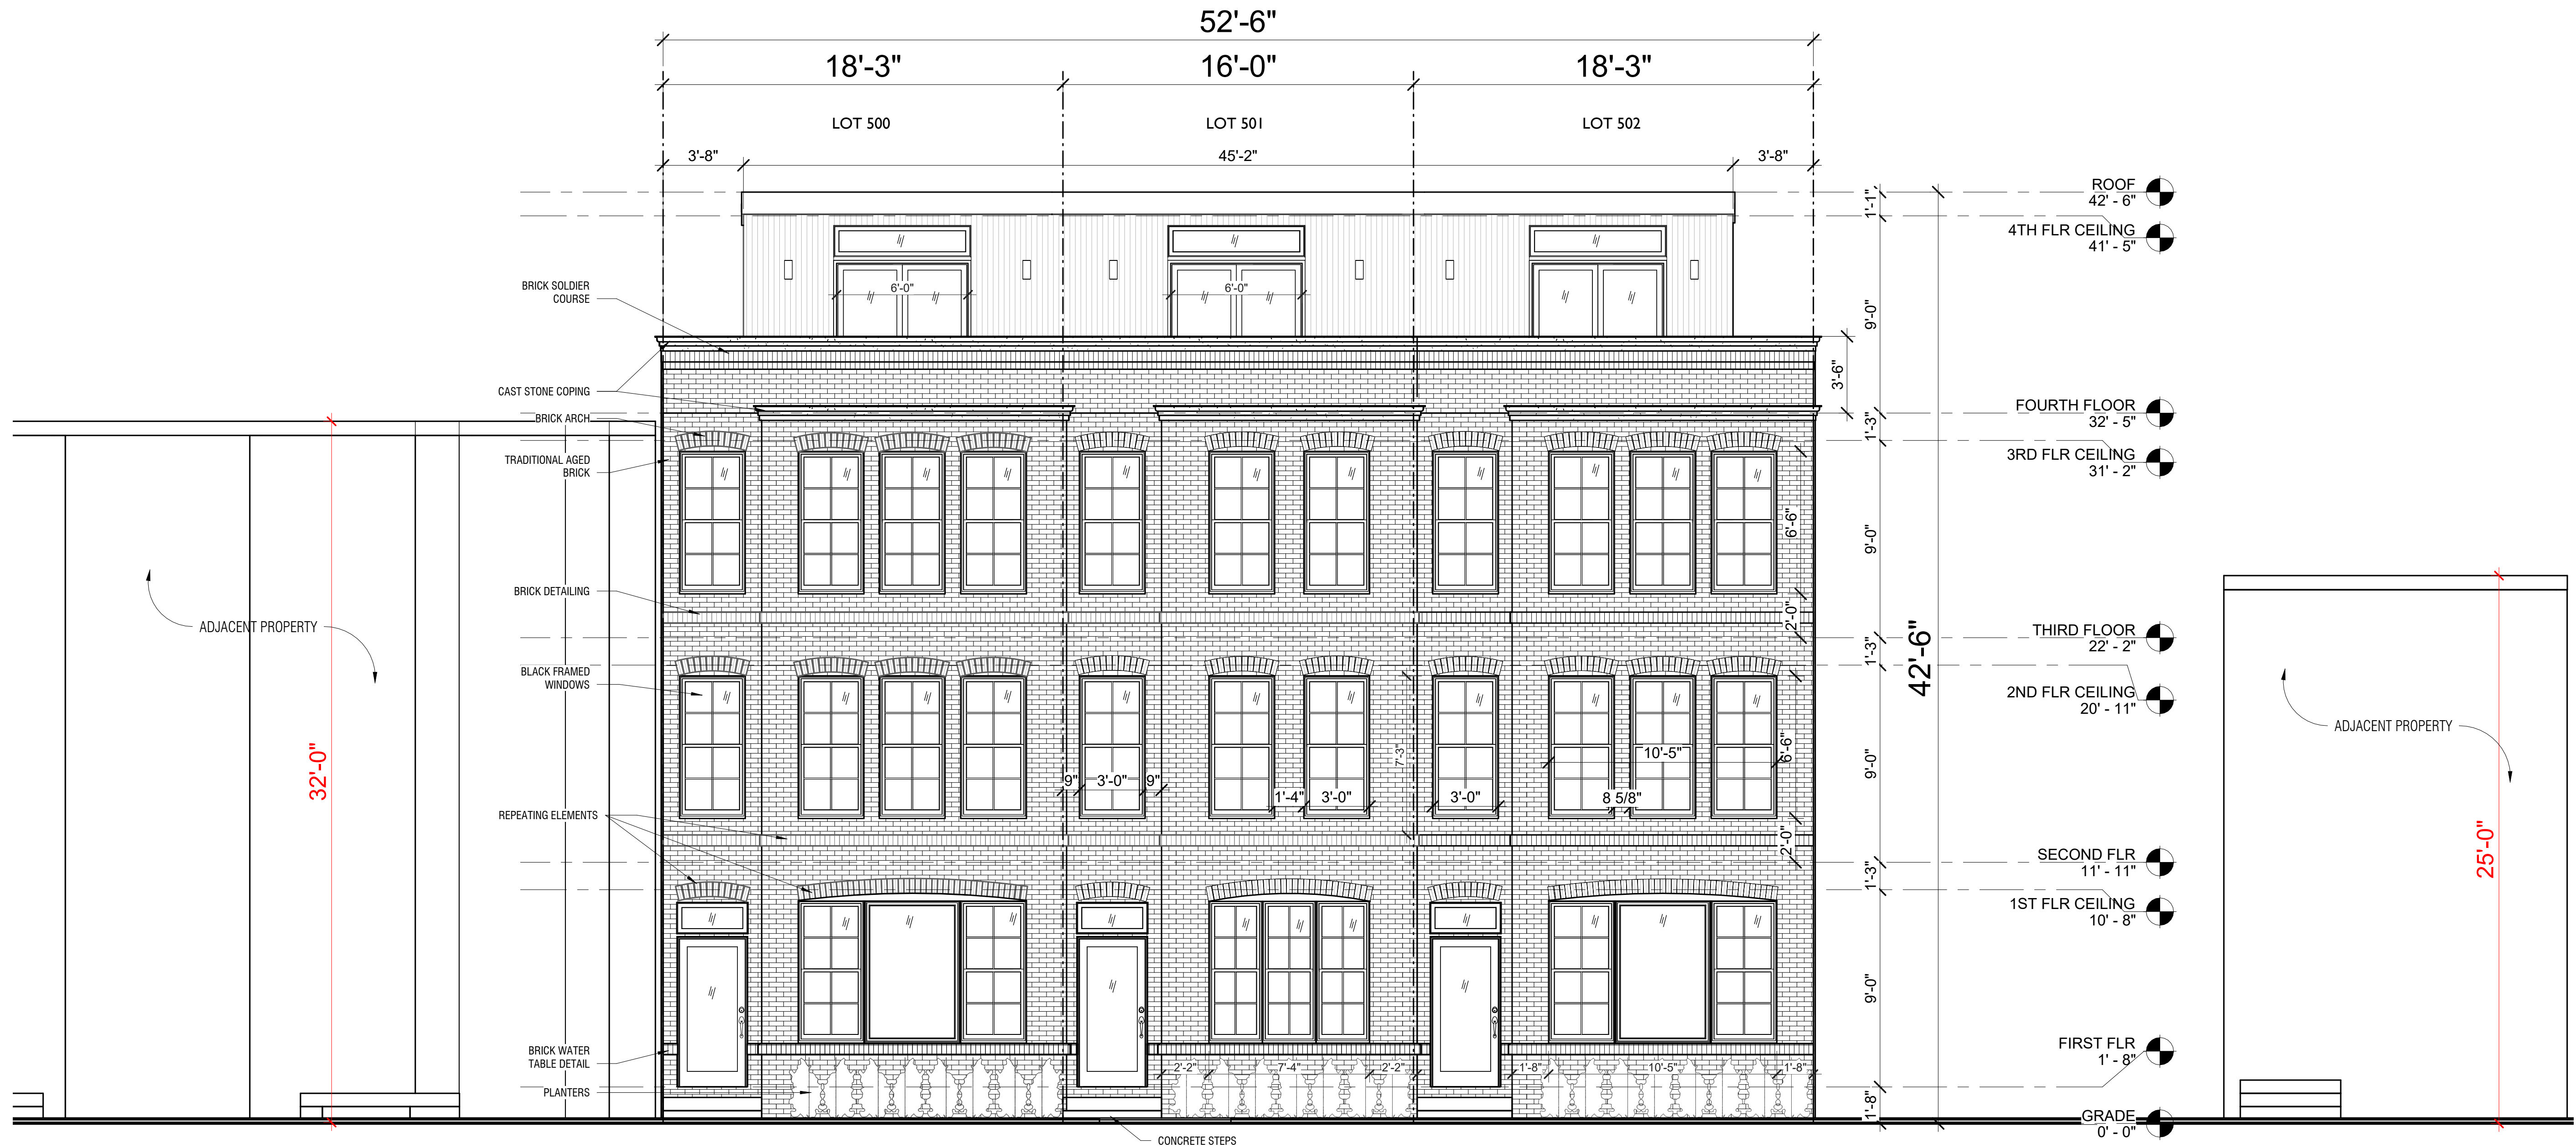 52'-6"
18'-3"
16'-0"
18'-3"
LOT 500
LOT 501
LOT 502
3'-8"
45'-2"
3'-8"
ROOF
42' - 6"
1'-1"
4TH FLR CEILING
41' - 5"
BRICK SOLDIER
COURSE
6'-0"
6'-0"
9'-0"
3'-6"
CAST STONE COPING
BRICK ARCH
FOURTH FLOOR
32' - 5"
1'-3"
TRADITIONAL AGED
BRICK
3RD FLR CEILING
31' - 2"
6'-6"
9'-0"
BRICK DETAILING
2'-0"
ADJACENT PROPERTY
THIRD FLOOR
22' - 2"
1'-3"
42'-6"
BLACK FRAMED
WINDOWS
2ND FLR CEILING
20' - 11"
ADJACENT PROPERTY
32'-0"
7'-3"
10'-5"
6'-6"
9'-0"
9"
3'-0"
9"
1'-4"
3'-0"
3'-0"
8 5/8"
REPEATING ELEMENTS
2'-0"
25'-0"
SECOND FLR
11' - 11"
1'-3"
1ST FLR CEILING
10' - 8"
9'-0"
BRICK WATER
TABLE DETAIL
FIRST FLR
1' - 8"
2'-2"
7'-4"
2'-2"
1'-8"
10'-5"
1'-8"
PLANTERS
1'-8"
GRADE
0' - 0"
CONCRETE STEPS